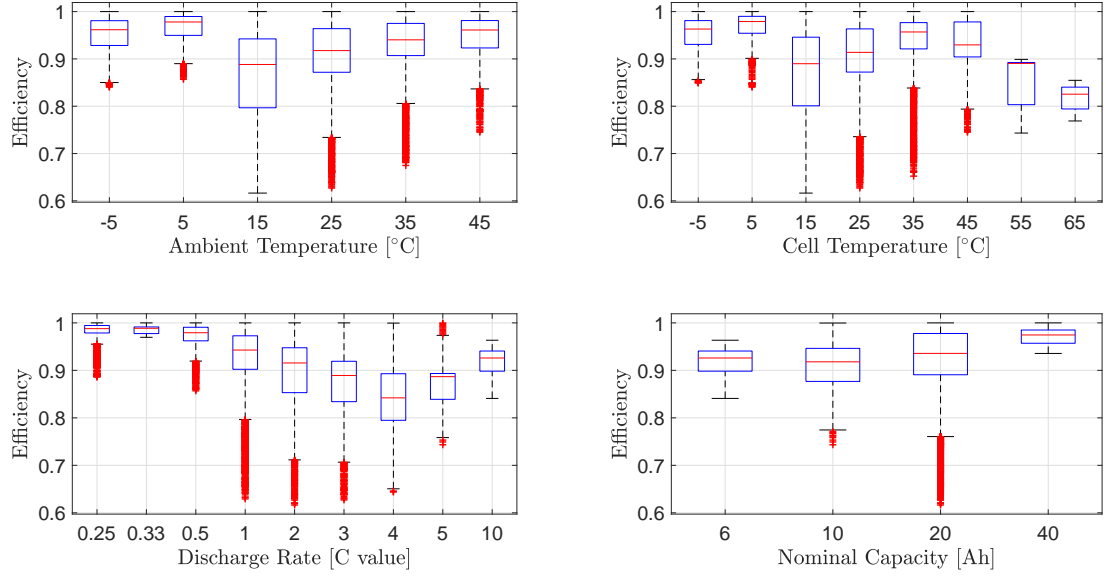 1
0.9
0.8
0.7
0.6
Efficiency
-5 5 15 25 35 45
Ambient Temperature [°C]
1
0.9
0.8
0.7
0.6
Efficiency
-5 5 15 25 35 45 55 65
Cell Temperature [°C]
1
0.9
0.8
0.7
0.6
Efficiency
0.25 0.33 0.5 1 2 3 4 5 10
Discharge Rate [C value]
1
0.9
0.8
0.7
0.6
Efficiency
6 10 20 40
Nominal Capacity [Ah]